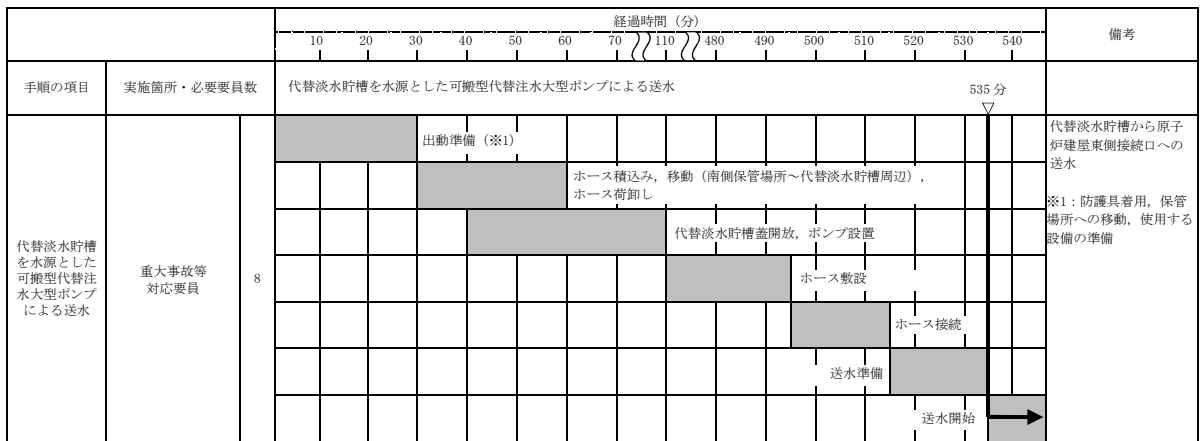 経過時間（分）
備考
10 20 30 40 50 60 70 110 480 490 500 510 520 530 540
手順の項目
実施箇所・必要要員数
代替淡水貯槽を水源とした可搬型代替注水大型ポンプによる送水
535 分
▽
代替淡水貯槽
を水源とした
可搬型代替注
水大型ポンプ
による送水
重大事故等
対応要員
8
出動準備（※1）
ホース積込み，移動（南側保管場所～代替淡水貯槽周辺），
ホース荷卸し
代替淡水貯槽蓋開放，ポンプ設置
ホース敷設
ホース接続
送水準備
送水開始
代替淡水貯槽から原子
炉建屋東側接続口への
送水
※1：防護具着用，保管
場所への移動，使用する
設備の準備